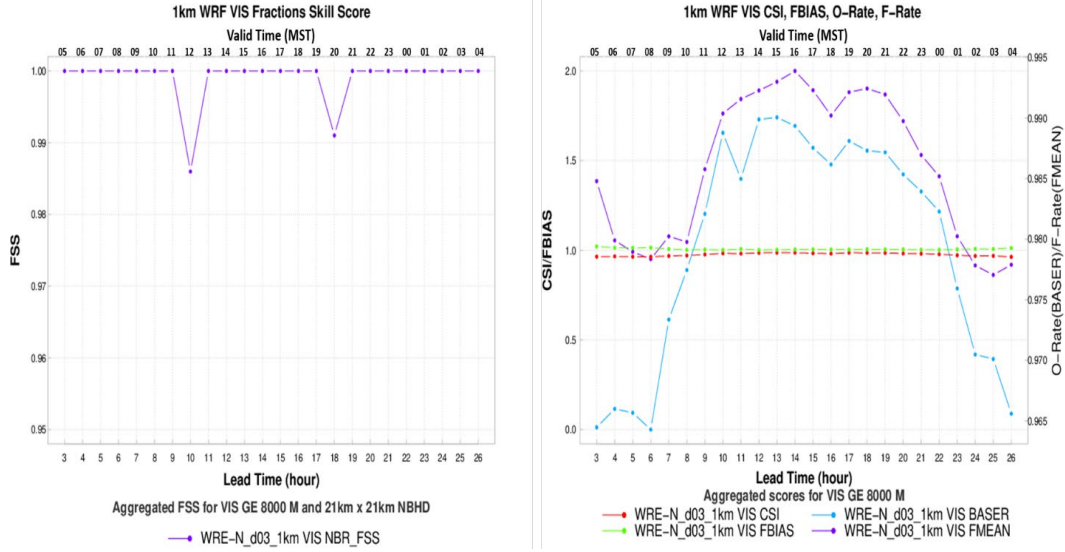 1km WRF VIS Fractions Skill Score
Valid Time (MST)
05 06 07 08 09 10 11 12 13 14 15 16 17 18 19 20 21 22 23 00 01 02 03 04
1.00
0.99
0.98
0.97
0.96
0.95
FSS
3 4 5 6 7 8 9 10 11 12 13 14 15 16 17 18 19 20 21 22 23 24 25 26
Lead Time (hour)
Aggregated FSS for VIS GE 8000 M and 21km x 21km NBHD
WRE-N_d03_1km VIS NBR_FSS
1km WRF VIS CSI, FBIAS, O-Rate, F-Rate
Valid Time (MST)
05 06 07 08 09 10 11 12 13 14 15 16 17 18 19 20 21 22 23 00 01 02 03 04
2.0
1.5
1.0
0.5
0.0
CSI/FBIAS
0.995
0.990
0.985
0.980
0.975
0.970
0.965
O-Rate(BASER)/F-Rate(FMEAN)
3 4 5 6 7 8 9 10 11 12 13 14 15 16 17 18 19 20 21 22 23 24 25 26
Lead Time (hour)
Aggregated scores for VIS GE 8000 M
WRE-N_d03_1km VIS CSI
WRE-N_d03_1km VIS BASER
WRE-N_d03_1km VIS FBIAS
WRE-N_d03_1km VIS FMEAN